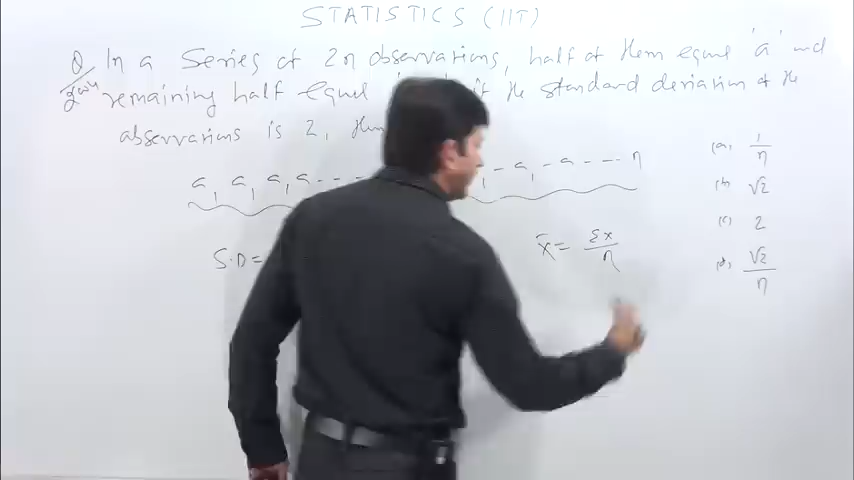 STATISTICS (IIT)
Q In a Series of 2n observations, half of them equal 'a' and
remaining half equal if the standard deviation of the
observations is 2, then
a, a, a, a - - - - a, - a - - - n
S.D =
x̄ = Σx / n
(a) 1/n
(b) √2
(c) 2
(d) √2/n